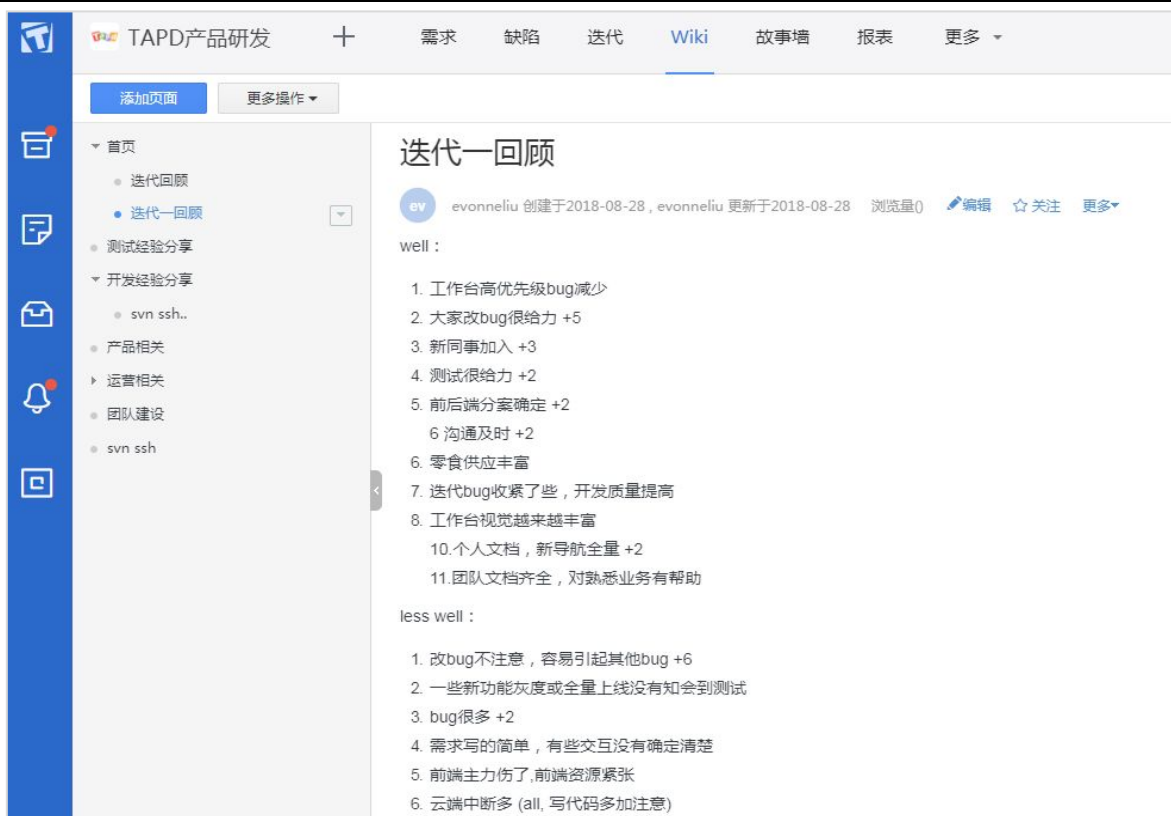 TAPD产品研发
需求 缺陷 迭代 Wiki 故事墙 报表 更多
添加页面 更多操作
首页
迭代回顾
迭代一回顾
测试经验分享
开发经验分享
svn ssh..
产品相关
运营相关
团队建设
svn ssh
迭代一回顾
ev evonneliu 创建于2018-08-28 , evonneliu 更新于2018-08-28 浏览量() 编辑 关注 更多
well：
1. 工作台高优先级bug减少
2. 大家改bug很给力 +5
3. 新同事加入 +3
4. 测试很给力 +2
5. 前后端分案确定 +2
6 沟通及时 +2
6. 零食供应丰富
7. 迭代bug收紧了些，开发质量提高
8. 工作台视觉越来越丰富
10.个人文档，新导航全量 +2
11.团队文档齐全，对熟悉业务有帮助
less well：
1. 改bug不注意，容易引起其他bug +6
2. 一些新功能灰度或全量上线没有知会到测试
3. bug很多 +2
4. 需求写的简单，有些交互没有确定清楚
5. 前端主力伤了,前端资源紧张
6. 云端中断多 (all, 写代码多加注意)